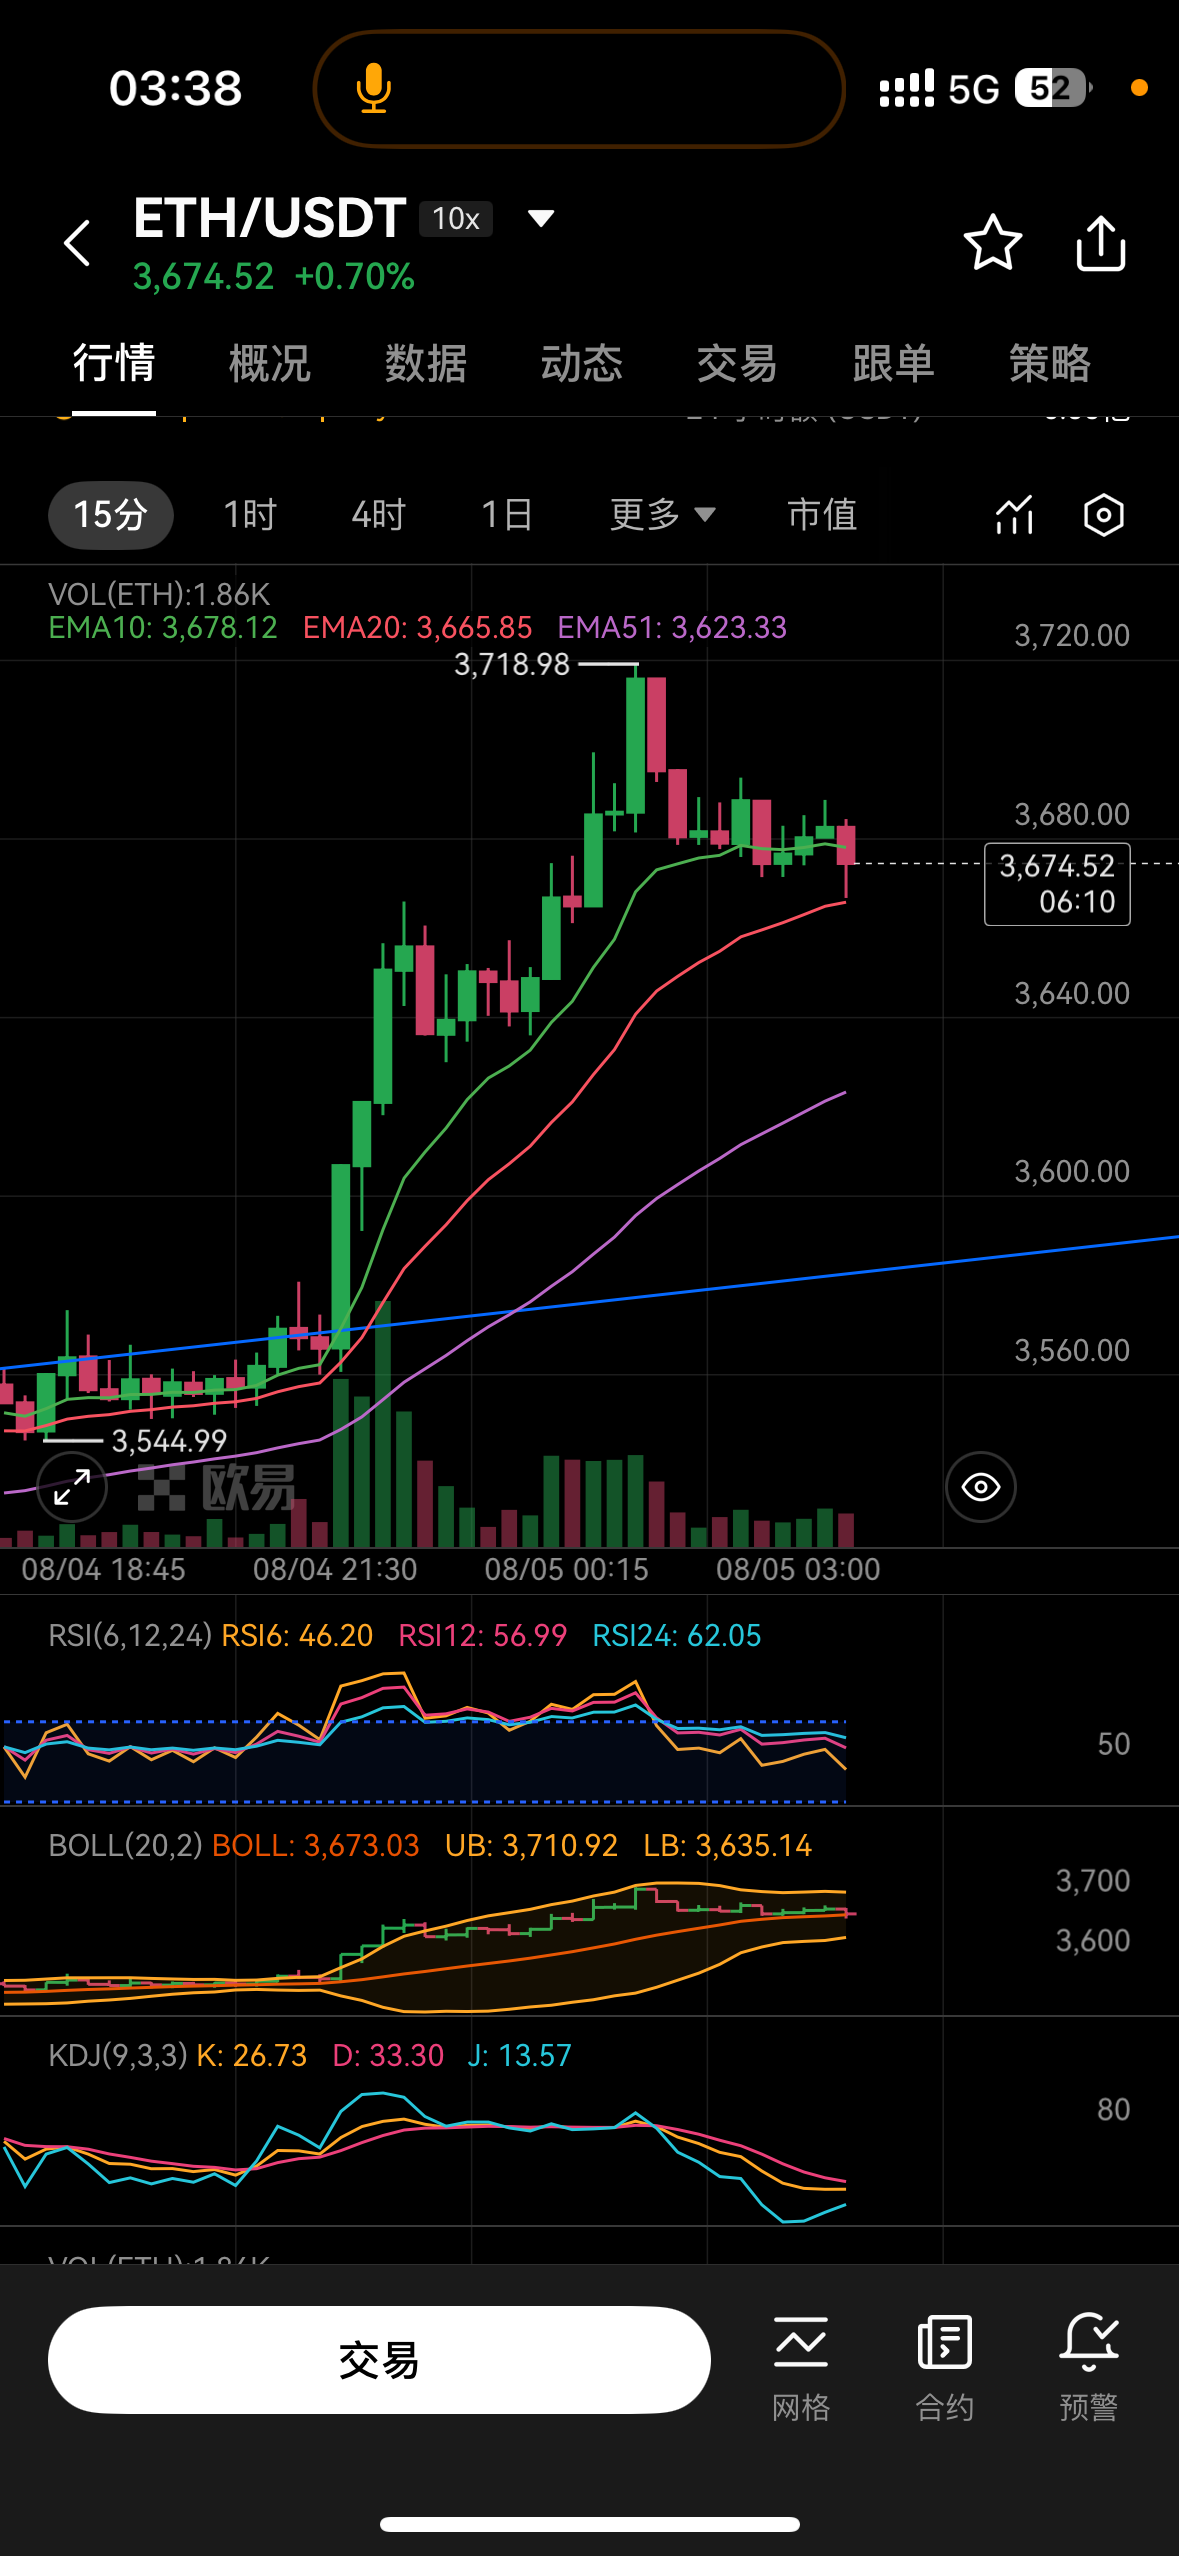 03:38
5G
52
ETH/USDT 10x
3,674.52 +0.70%
行情 概况 数据 动态 交易 跟单 策略
15分 1时 4时 1日 更多 市值
VOL(ETH):1.86K
EMA10: 3,678.12 EMA20: 3,665.85 EMA51: 3,623.33
3,720.00
3,718.98
3,680.00
3,674.52
06:10
3,640.00
3,600.00
3,560.00
3,544.99
欧易
08/04 18:45 08/04 21:30 08/05 00:15 08/05 03:00
RSI(6,12,24) RSI6: 46.20 RSI12: 56.99 RSI24: 62.05
50
BOLL(20,2) BOLL: 3,673.03 UB: 3,710.92 LB: 3,635.14
3,700
3,600
KDJ(9,3,3) K: 26.73 D: 33.30 J: 13.57
80
VOL(ETH):1.86K
交易
网格 合约 预警